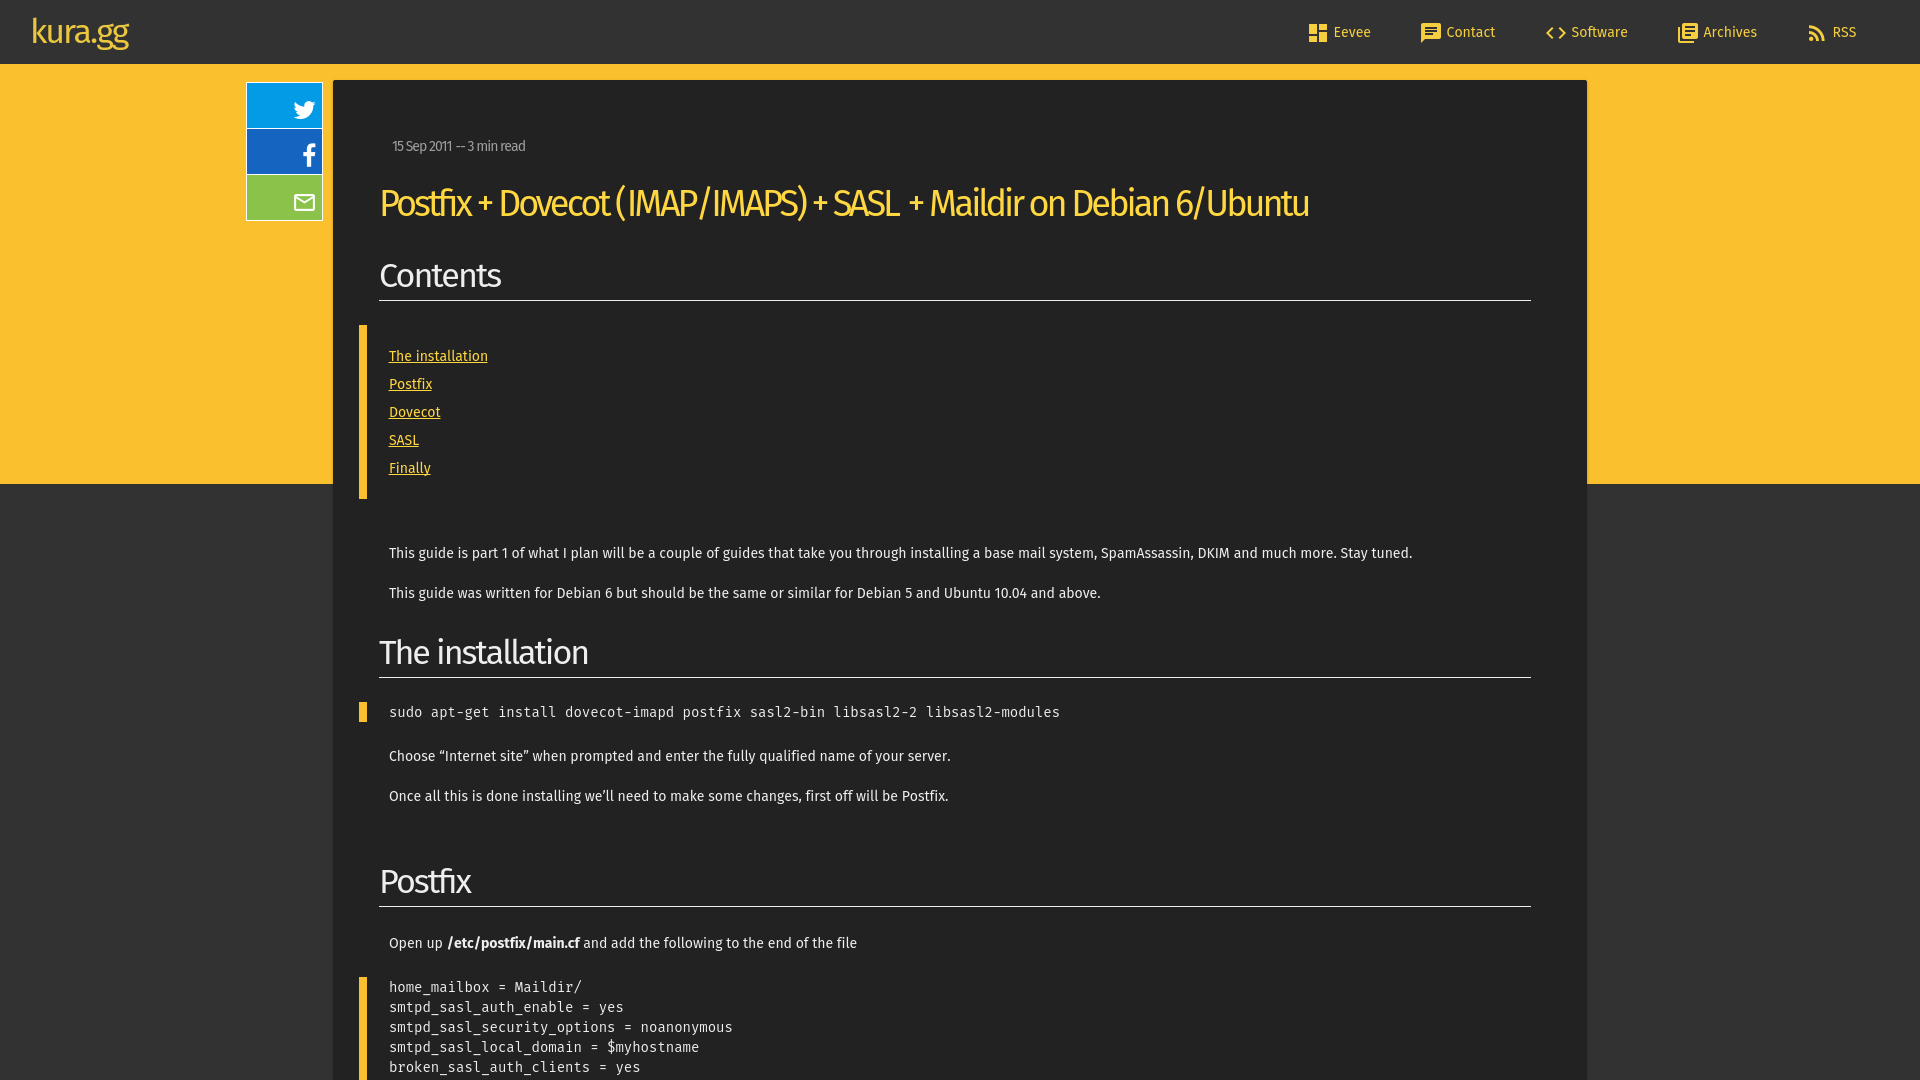 kura.gg
Eevee
Contact
Software
Archives
RSS
15 Sep 2011 -- 3 min read
Postfix + Dovecot (IMAP/IMAPS) + SASL + Maildir on Debian 6/Ubuntu
Contents
The installation
Postfix
Dovecot
SASL
Finally
This guide is part 1 of what I plan will be a couple of guides that take you through installing a base mail system, SpamAssassin, DKIM and much more. Stay tuned.
This guide was written for Debian 6 but should be the same or similar for Debian 5 and Ubuntu 10.04 and above.
The installation
sudo apt-get install dovecot-imapd postfix sasl2-bin libsasl2-2 libsasl2-modules
Choose “Internet site” when prompted and enter the fully qualified name of your server.
Once all this is done installing we’ll need to make some changes, first off will be Postfix.
Postfix
Open up /etc/postfix/main.cf and add the following to the end of the file
home_mailbox = Maildir/
smtpd_sasl_auth_enable = yes
smtpd_sasl_security_options = noanonymous
smtpd_sasl_local_domain = $myhostname
broken_sasl_auth_clients = yes